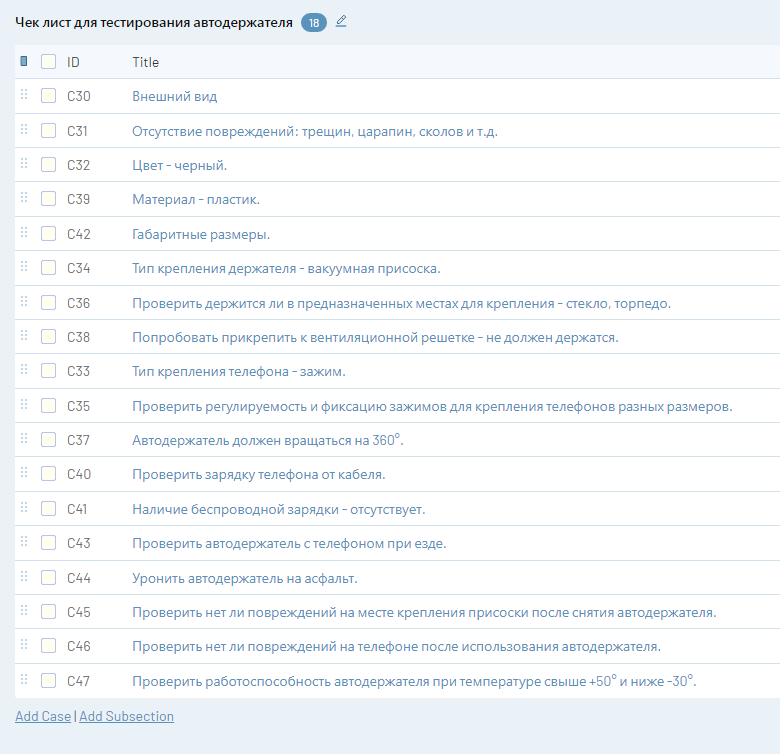 Чек лист для тестирования автодержателя 18
ID Title
C30 Внешний вид
C31 Отсутствие повреждений: трещин, царапин, сколов и т.д.
C32 Цвет - черный.
C39 Материал - пластик.
C42 Габаритные размеры.
C34 Тип крепления держателя - вакуумная присоска.
C36 Проверить держится ли в предназначенных местах для крепления - стекло, торпедо.
C38 Попробовать прикрепить к вентиляционной решетке - не должен держатся.
C33 Тип крепления телефона - зажим.
C35 Проверить регулируемость и фиксацию зажимов для крепления телефонов разных размеров.
C37 Автодержатель должен вращаться на 360°.
C40 Проверить зарядку телефона от кабеля.
C41 Наличие беспроводной зарядки - отсутствует.
C43 Проверить автодержатель с телефоном при езде.
C44 Уронить автодержатель на асфальт.
C45 Проверить нет ли повреждений на месте крепления присоски после снятия автодержателя.
C46 Проверить нет ли повреждений на телефоне после использования автодержателя.
C47 Проверить работоспособность автодержателя при температуре свыше +50° и ниже -30°.
Add Case | Add Subsection